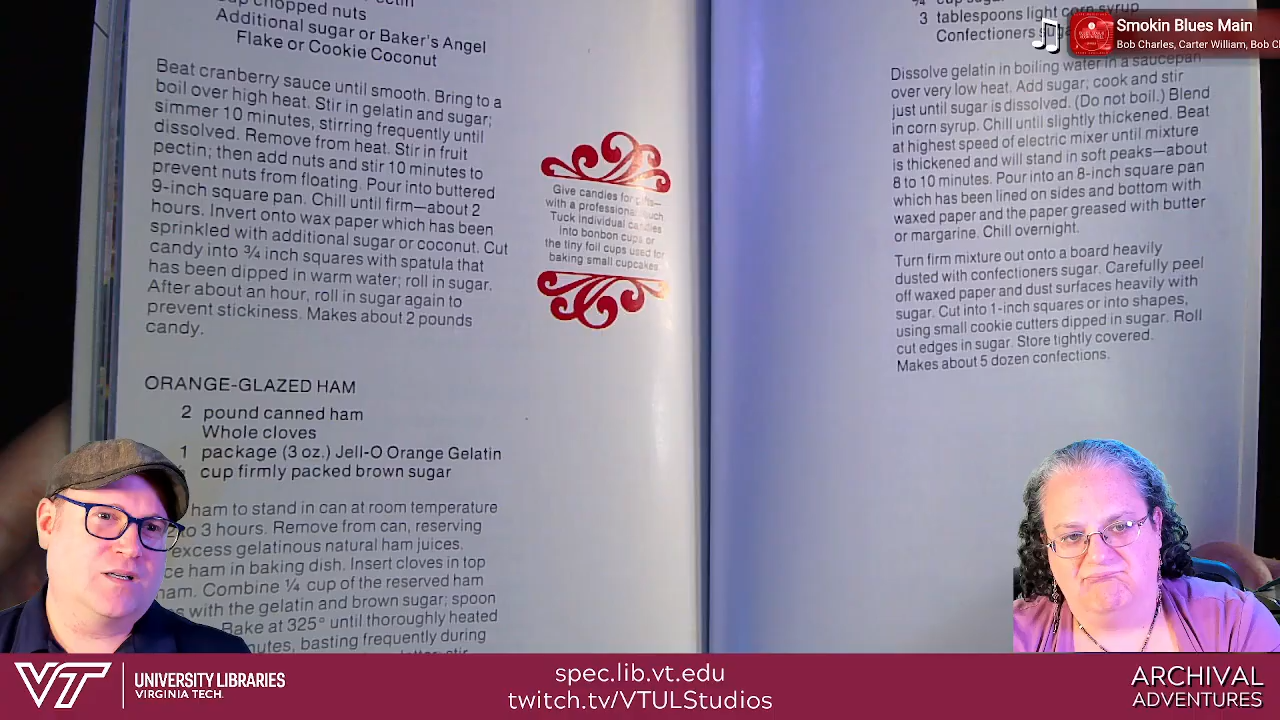 cup chopped nuts
Additional sugar or Baker's Angel
Flake or Cookie Coconut
Beat cranberry sauce until smooth. Bring to a
boil over high heat. Stir in gelatin and sugar;
simmer 10 minutes, stirring frequently until
dissolved. Remove from heat. Stir in fruit
pectin; then add nuts and stir 10 minutes to
prevent nuts from floating. Pour into buttered
9-inch square pan. Chill until firm—about 2
hours. Invert onto wax paper which has been
sprinkled with additional sugar or coconut. Cut
candy into ¾ inch squares with spatula that
has been dipped in warm water; roll in sugar.
After about an hour, roll in sugar again to
prevent stickiness. Makes about 2 pounds
candy.
ORANGE-GLAZED HAM
2 pound canned ham
Whole cloves
1 package (3 oz.) Jell-O Orange Gelatin
cup firmly packed brown sugar
ham to stand in can at room temperature
to 3 hours. Remove from can, reserving
excess gelatinous natural ham juices.
ham in baking dish. Insert cloves in top
ham. Combine ¼ cup of the reserved ham
with the gelatin and brown sugar; spoon
Bake at 325° until thoroughly heated
basting frequently during
Give candies for gifts—
with a professional touch
Tuck individual candies
into bonbon cups or
the tiny foil cups used for
baking small cupcakes.
3 tablespoons light corn syrup
Confectioners sugar
Dissolve gelatin in boiling water in a saucepan
over very low heat. Add sugar; cook and stir
just until sugar is dissolved. (Do not boil.) Blend
in corn syrup. Chill until slightly thickened. Beat
at highest speed of electric mixer until mixture
is thickened and will stand in soft peaks—about
8 to 10 minutes. Pour into an 8-inch square pan
which has been lined on sides and bottom with
waxed paper and the paper greased with butter
or margarine. Chill overnight.
Turn firm mixture out onto a board heavily
dusted with confectioners sugar. Carefully peel
off waxed paper and dust surfaces heavily with
sugar. Cut into 1-inch squares or into shapes,
using small cookie cutters dipped in sugar. Roll
cut edges in sugar. Store tightly covered.
Makes about 5 dozen confections.
Smokin Blues Main
Bob Charles, Carter William, Bob
VT UNIVERSITY LIBRARIES
VIRGINIA TECH.
spec.lib.vt.edu
twitch.tv/VTULStudios
ARCHIVAL
ADVENTURES